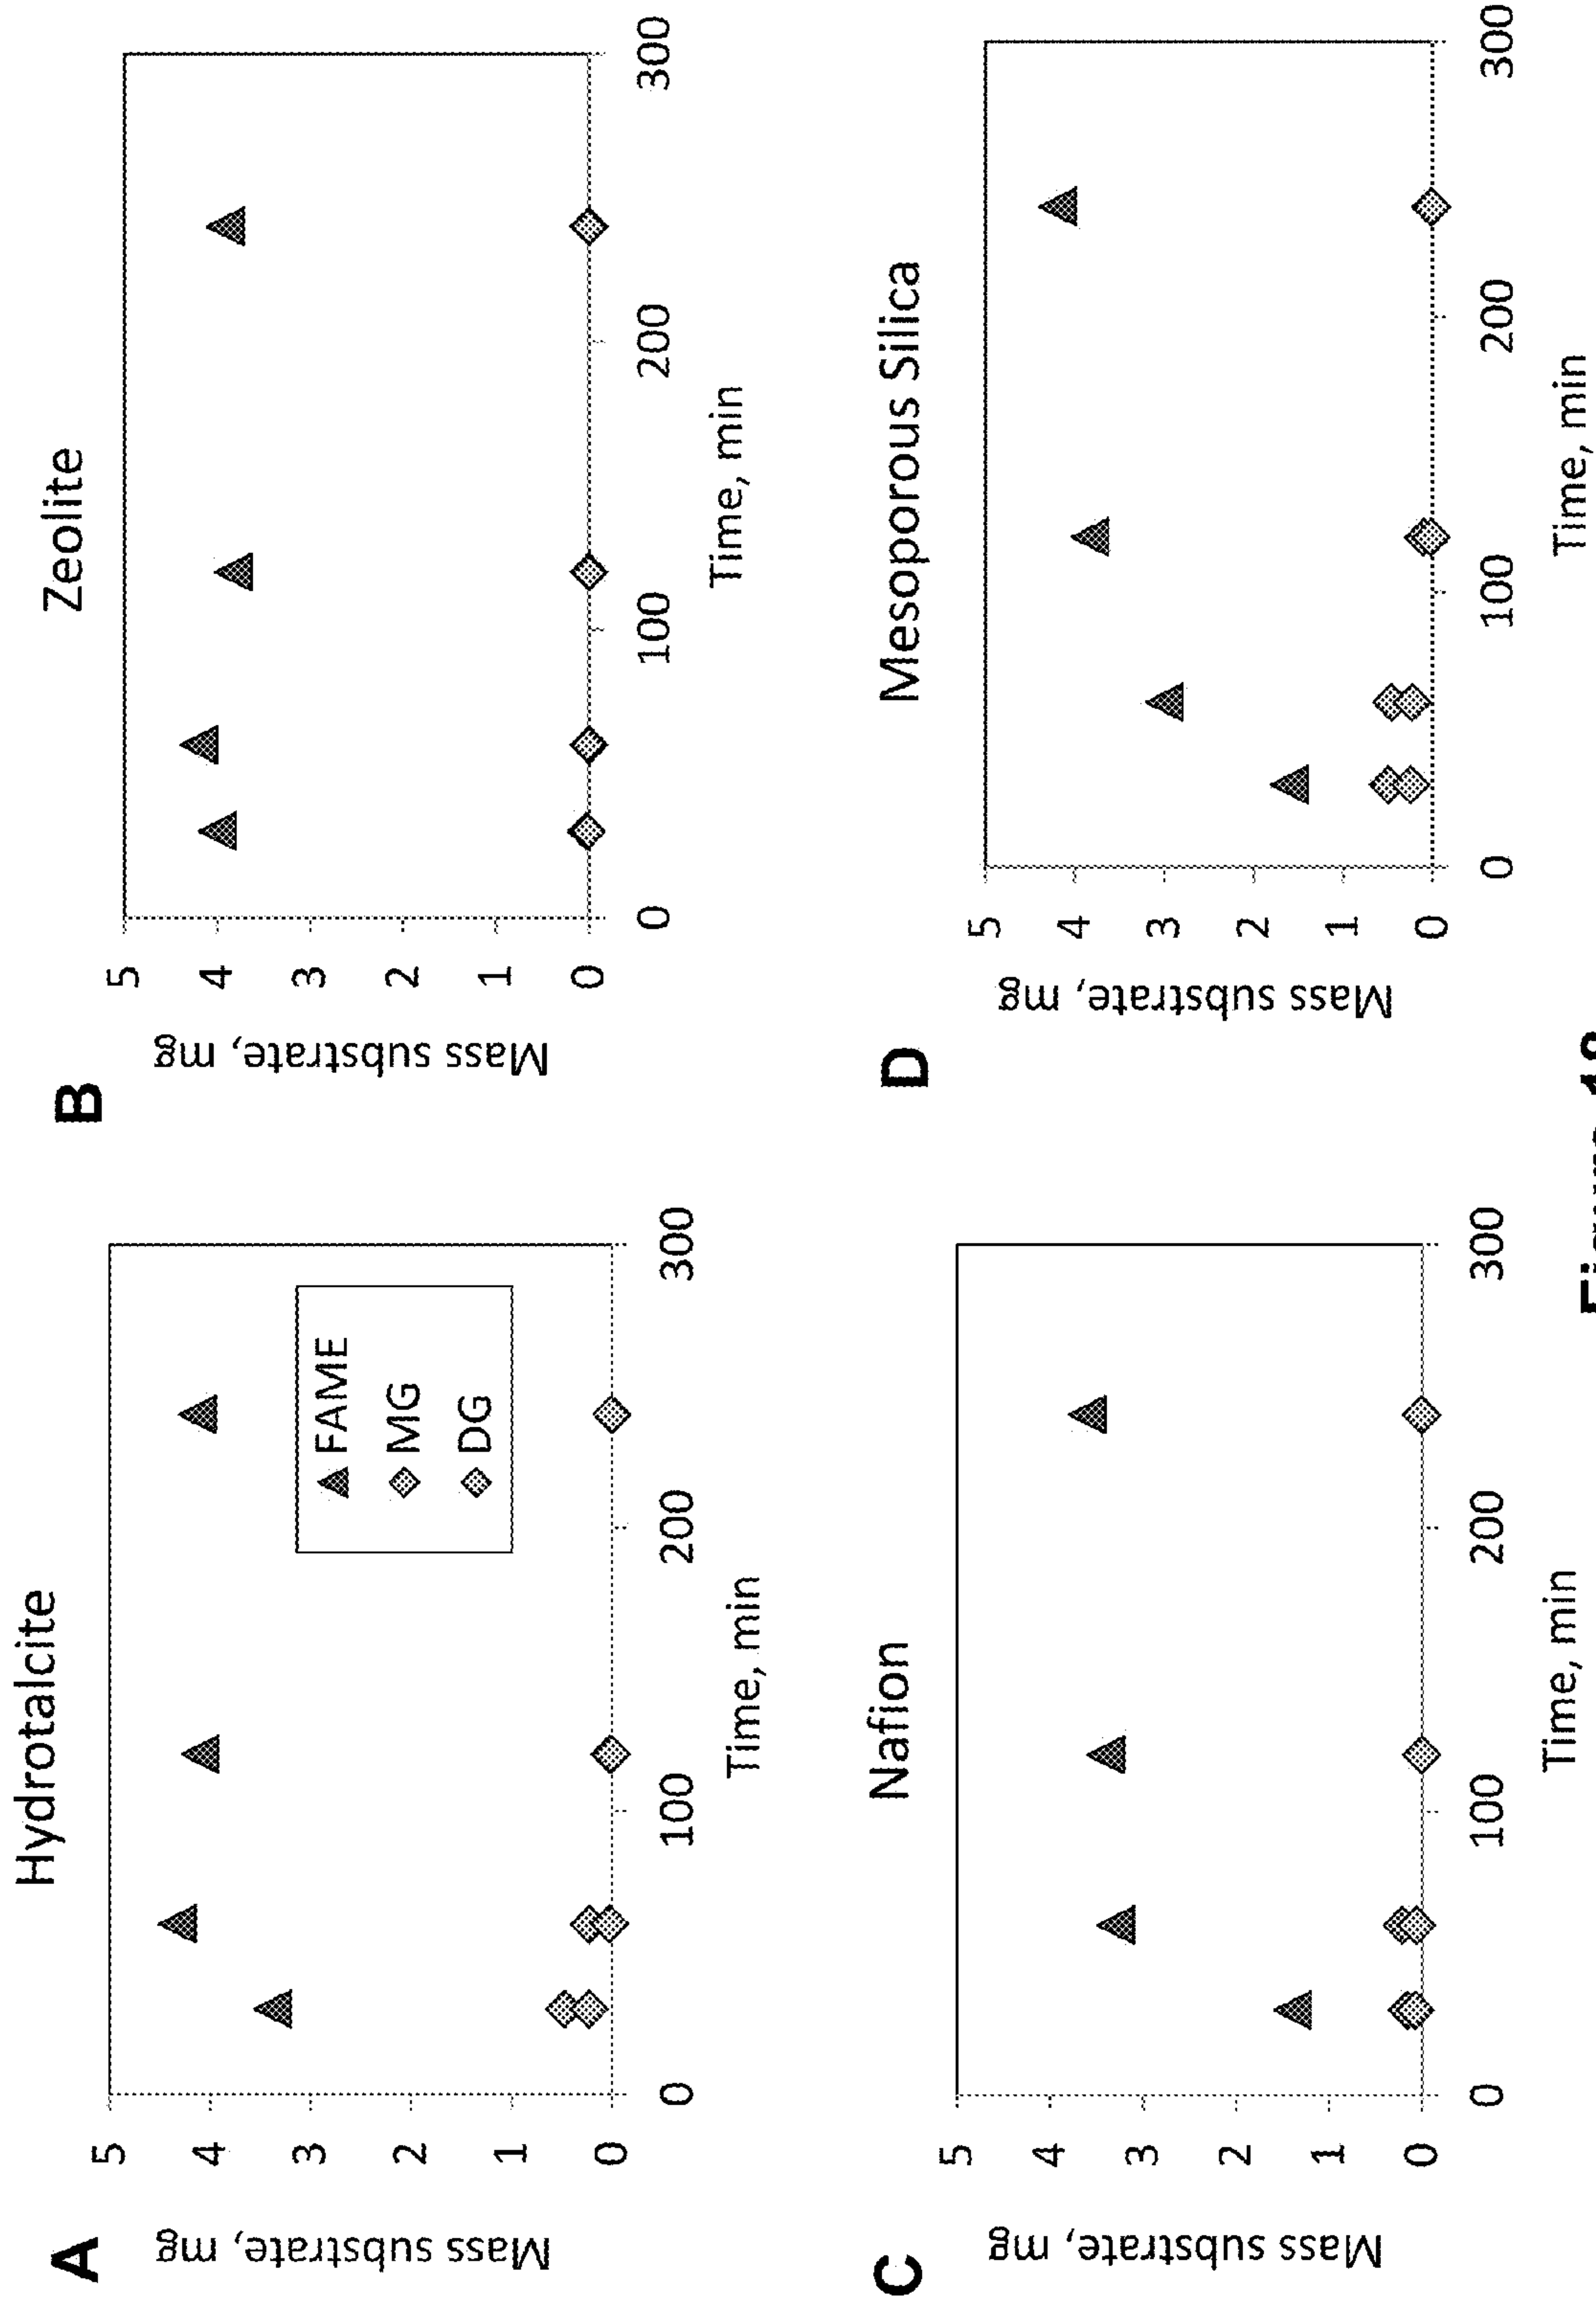 A
Hydrotalcite
Mass substrate, mg
5
4
3
2
1
0
0 100 200 300
Time, min
FAME
MG
DG
B
Zeolite
Mass substrate, mg
5
4
3
2
1
0
0 100 200 300
Time, min
C
Nafion
Mass substrate, mg
5
4
3
2
1
0
0 100 200 300
Time, min
D
Mesoporous Silica
Mass substrate, mg
5
4
3
2
1
0
0 100 200 300
Time, min
Figure